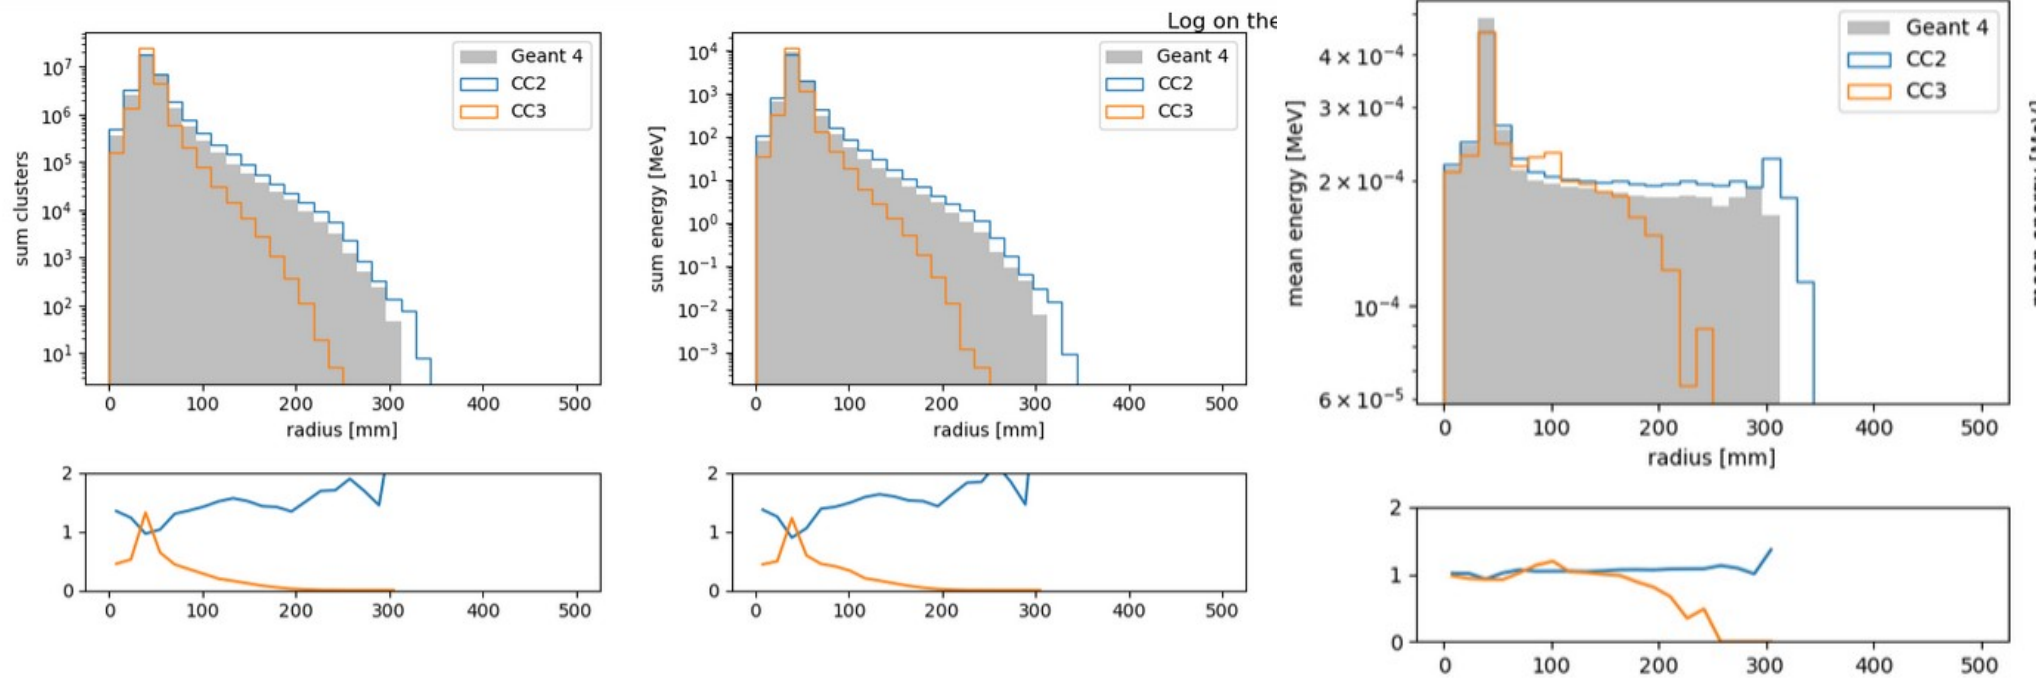 Log on the
Geant 4
CC2
CC3
10⁷
10⁶
10⁵
10⁴
10³
10²
10¹
sum clusters
0 100 200 300 400 500
radius [mm]
2
1
0
0 100 200 300 400 500
Geant 4
CC2
CC3
10⁴
10³
10²
10¹
10⁰
10⁻¹
10⁻²
10⁻³
sum energy [MeV]
0 100 200 300 400 500
radius [mm]
2
1
0
0 100 200 300 400 500
Geant 4
CC2
CC3
4 × 10⁻⁴
3 × 10⁻⁴
2 × 10⁻⁴
10⁻⁴
6 × 10⁻⁵
mean energy [MeV]
0 100 200 300 400 500
radius [mm]
2
1
0
0 100 200 300 400 500